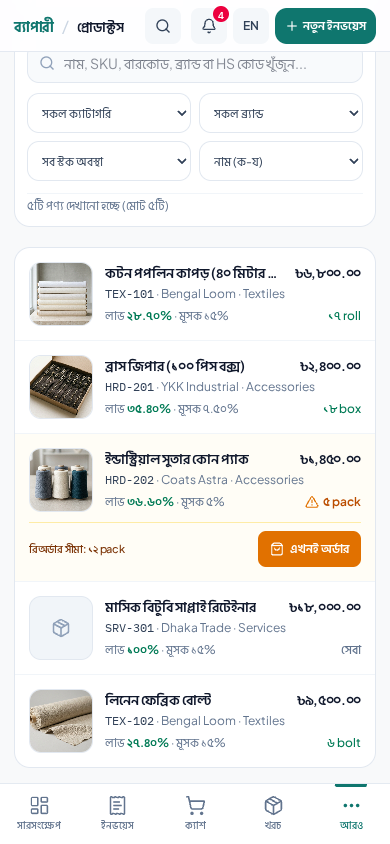 ব্যাপারী / প্রোডাক্টস
4
EN
+ নতুন ইনভয়েস
নাম, SKU, বারকোড, ব্র্যান্ড বা HS কোড খুঁজুন...
সকল ক্যাটাগরি
সকল ব্র্যান্ড
সব স্টক অবস্থা
নাম (ক-য)
৫টি পণ্য দেখানো হচ্ছে (মোট ৫টি)
কটন পপলিন কাপড় (৪০ মিটার ...
৳৬,৮০০.০০
TEX-101 · Bengal Loom · Textiles
লাভ ২৮.৭০% · মূসক ১৫%
১৭ roll
ব্রাস জিপার (১০০ পিস বক্স)
৳২,৪০০.০০
HRD-201 · YKK Industrial · Accessories
লাভ ৩৫.৪০% · মূসক ৭.৫০%
১৮ box
ইন্ডাস্ট্রিয়াল সুতার কোন প্যাক
৳১,৪৫০.০০
HRD-202 · Coats Astra · Accessories
লাভ ৩৬.৬০% · মূসক ৫%
৫ pack
রিঅর্ডার সীমা: ১২ pack
এখনই অর্ডার
মাসিক বিটুবি সাপ্লাই রিটেইনার
৳১৮,০০০.০০
SRV-301 · Dhaka Trade · Services
লাভ ১০০% · মূসক ১৫%
সেবা
লিনেন ফেব্রিক বোল্ট
৳৯,৫০০.০০
TEX-102 · Bengal Loom · Textiles
লাভ ২৭.৪০% · মূসক ১৫%
৬ bolt
সারসংক্ষেপ
ইনভয়েস
ক্যাশ
খরচ
আরও